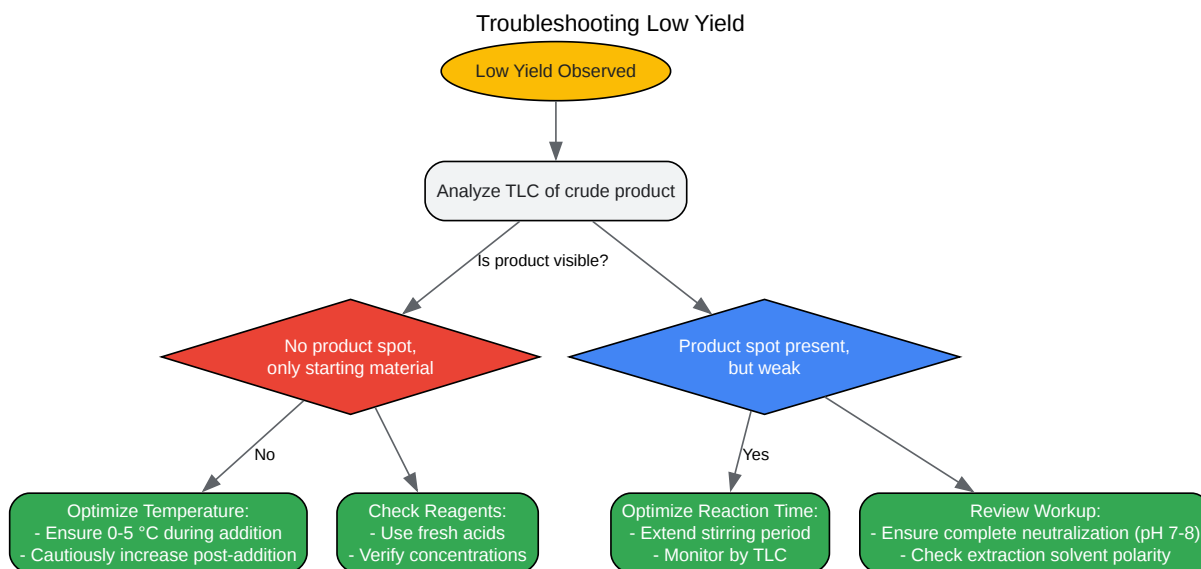 Troubleshooting Low Yield
Low Yield Observed
Analyze TLC of crude product
Is product visible?
No product spot,
only starting material
Product spot present,
but weak
No
Yes
Optimize Temperature:
- Ensure 0-5 °C during addition
- Cautiously increase post-addition
Check Reagents:
- Use fresh acids
- Verify concentrations
Optimize Reaction Time:
- Extend stirring period
- Monitor by TLC
Review Workup:
- Ensure complete neutralization (pH 7-8)
- Check extraction solvent polarity